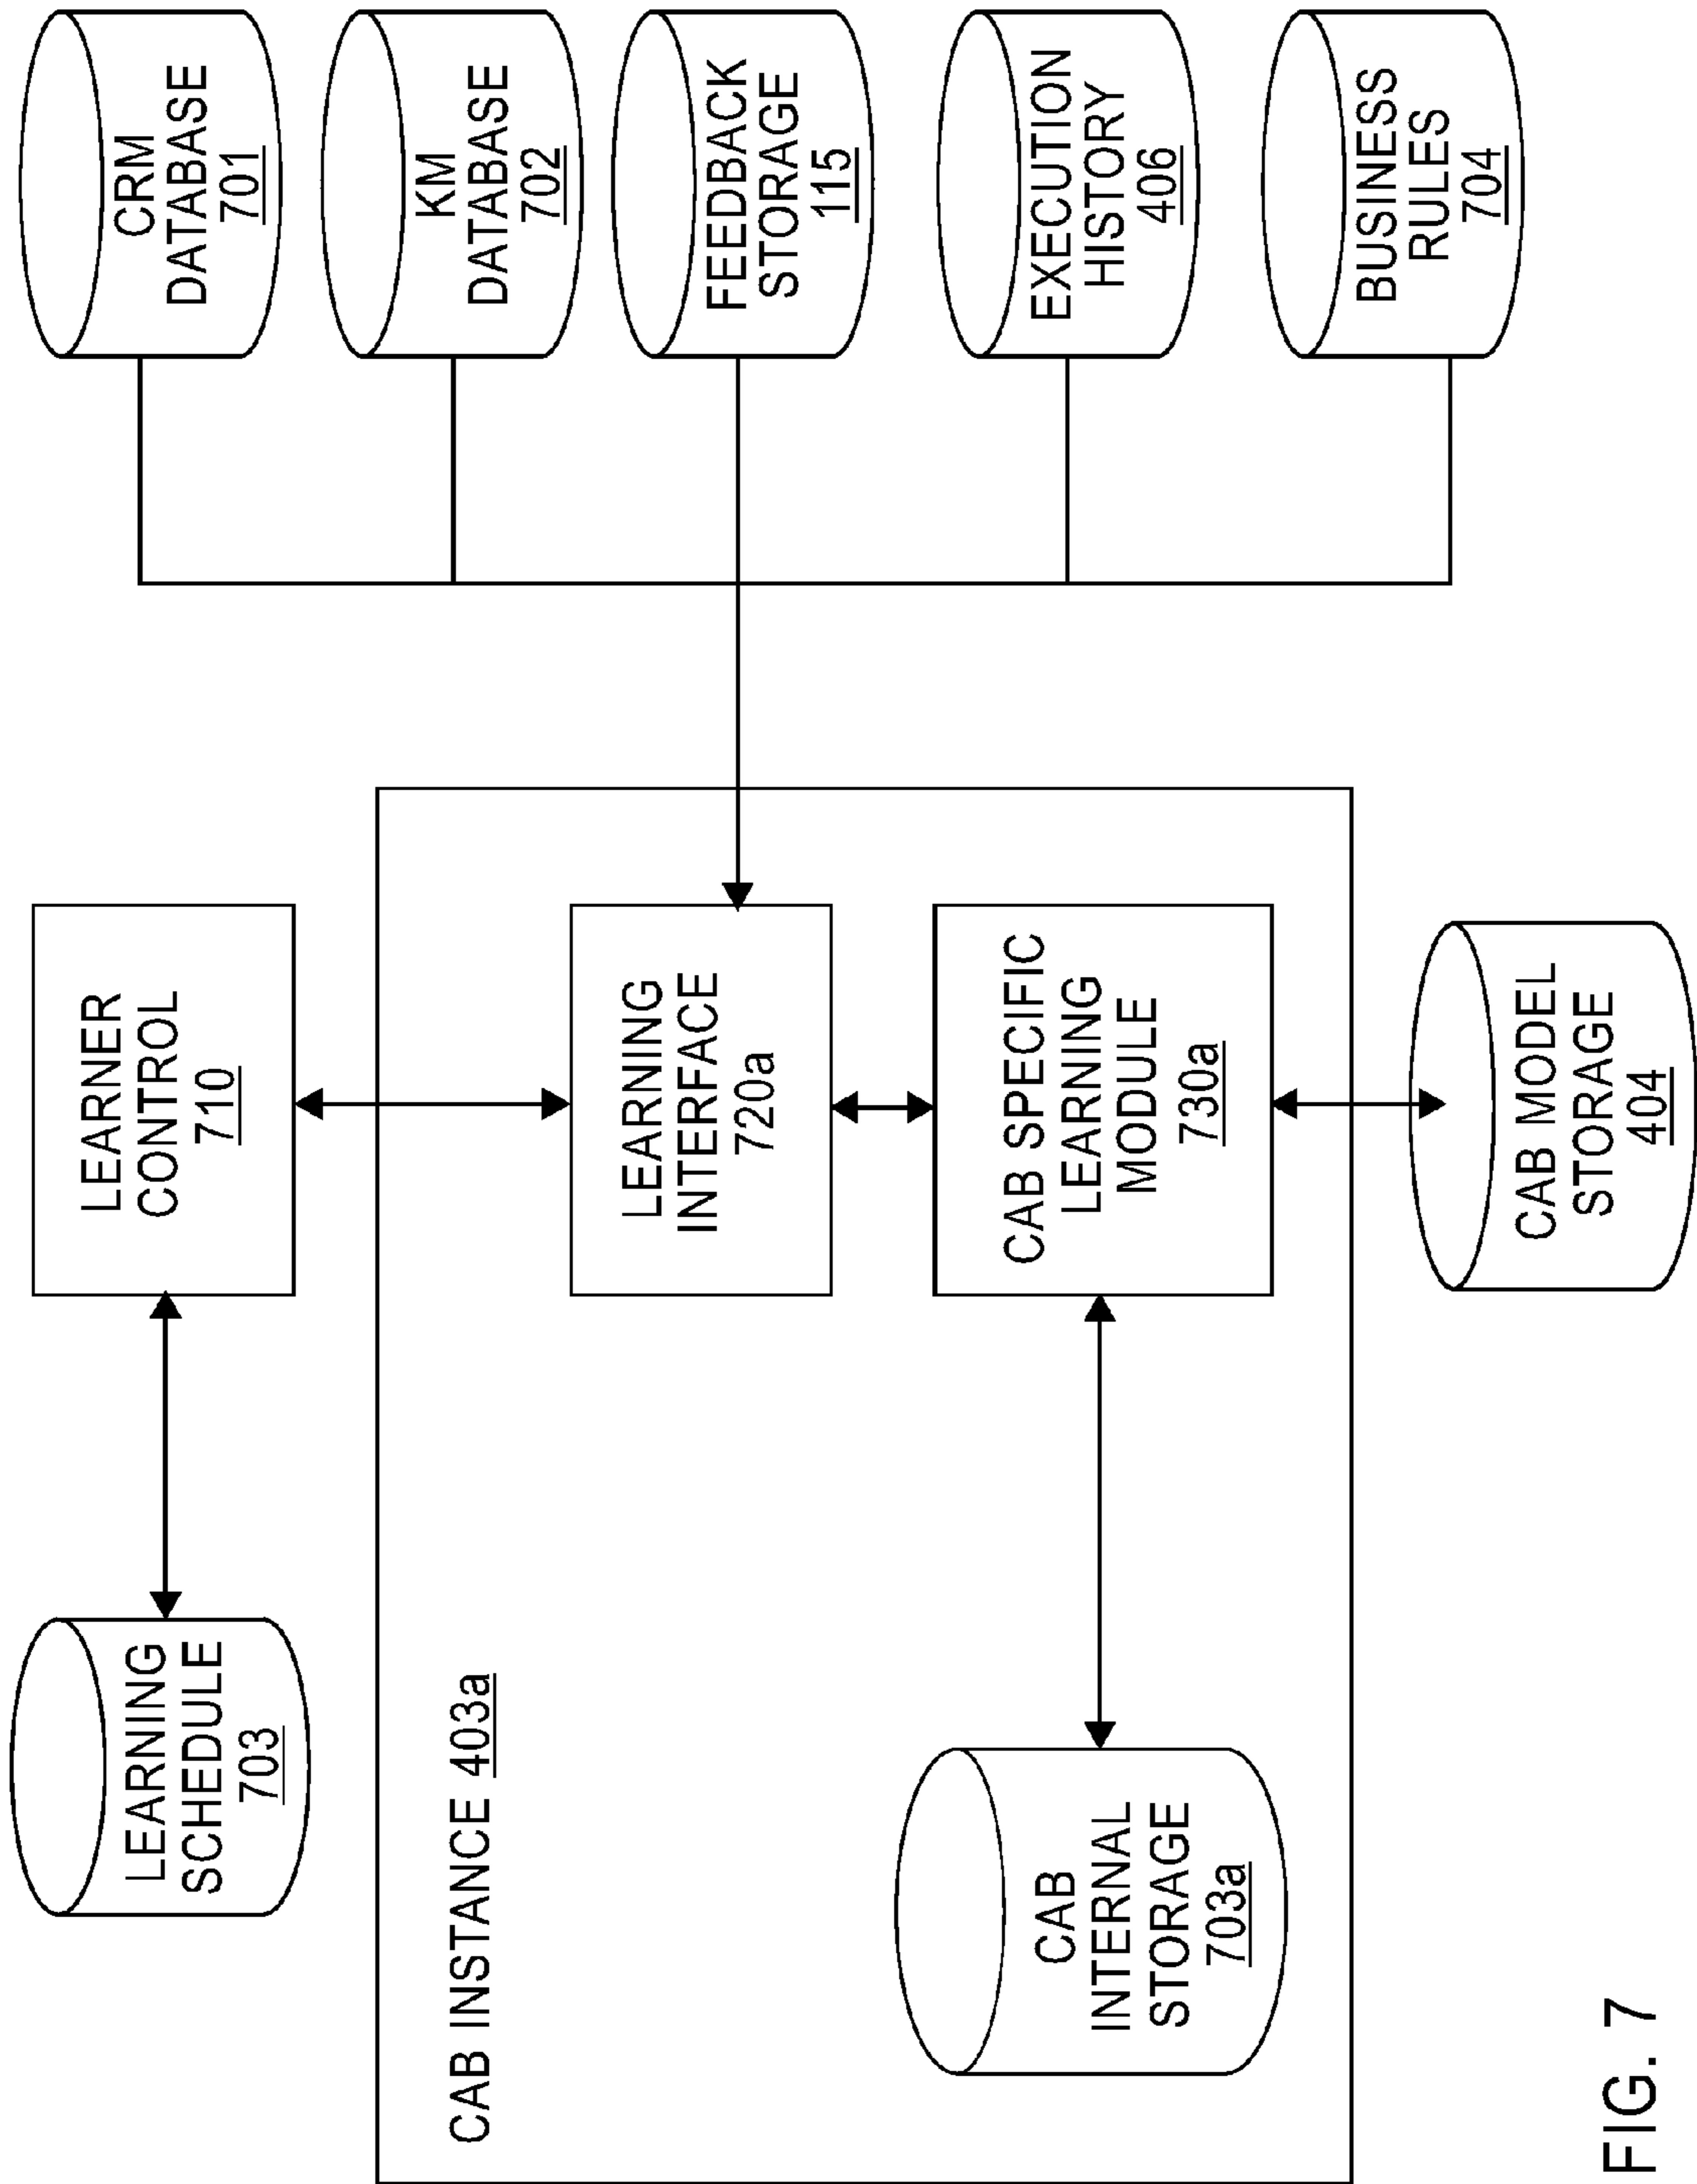 LEARNING
SCHEDULE
703
LEARNER
CONTROL
710
CRM
DATABASE
701
KM
DATABASE
702
CAB INSTANCE 403a
LEARNING
INTERFACE
720a
FEEDBACK
STORAGE
115
CAB
INTERNAL
STORAGE
703a
CAB SPECIFIC
LEARNING
MODULE
730a
EXECUTION
HISTORY
406
CAB MODEL
STORAGE
404
BUSINESS
RULES
704
FIG. 7